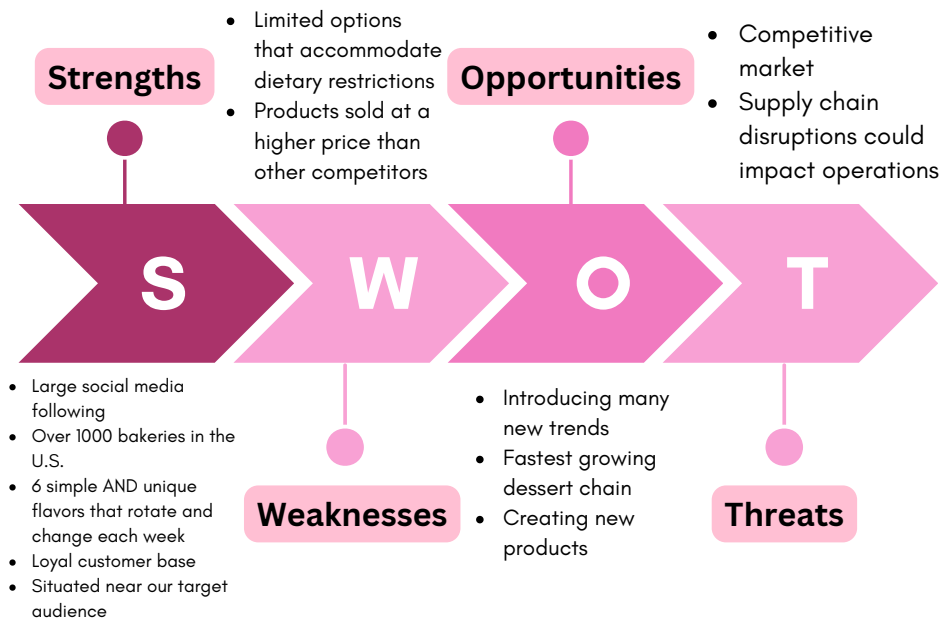 Strengths
• Limited options
that accommodate
dietary restrictions
• Products sold at a
higher price than
other competitors
Opportunities
• Competitive
market
• Supply chain
disruptions could
impact operations
S
W
O
T
• Large social media
following
• Over 1000 bakeries in the
U.S.
• 6 simple AND unique
flavors that rotate and
change each week
• Loyal customer base
• Situated near our target
audience
Weaknesses
• Introducing many
new trends
• Fastest growing
dessert chain
• Creating new
products
Threats